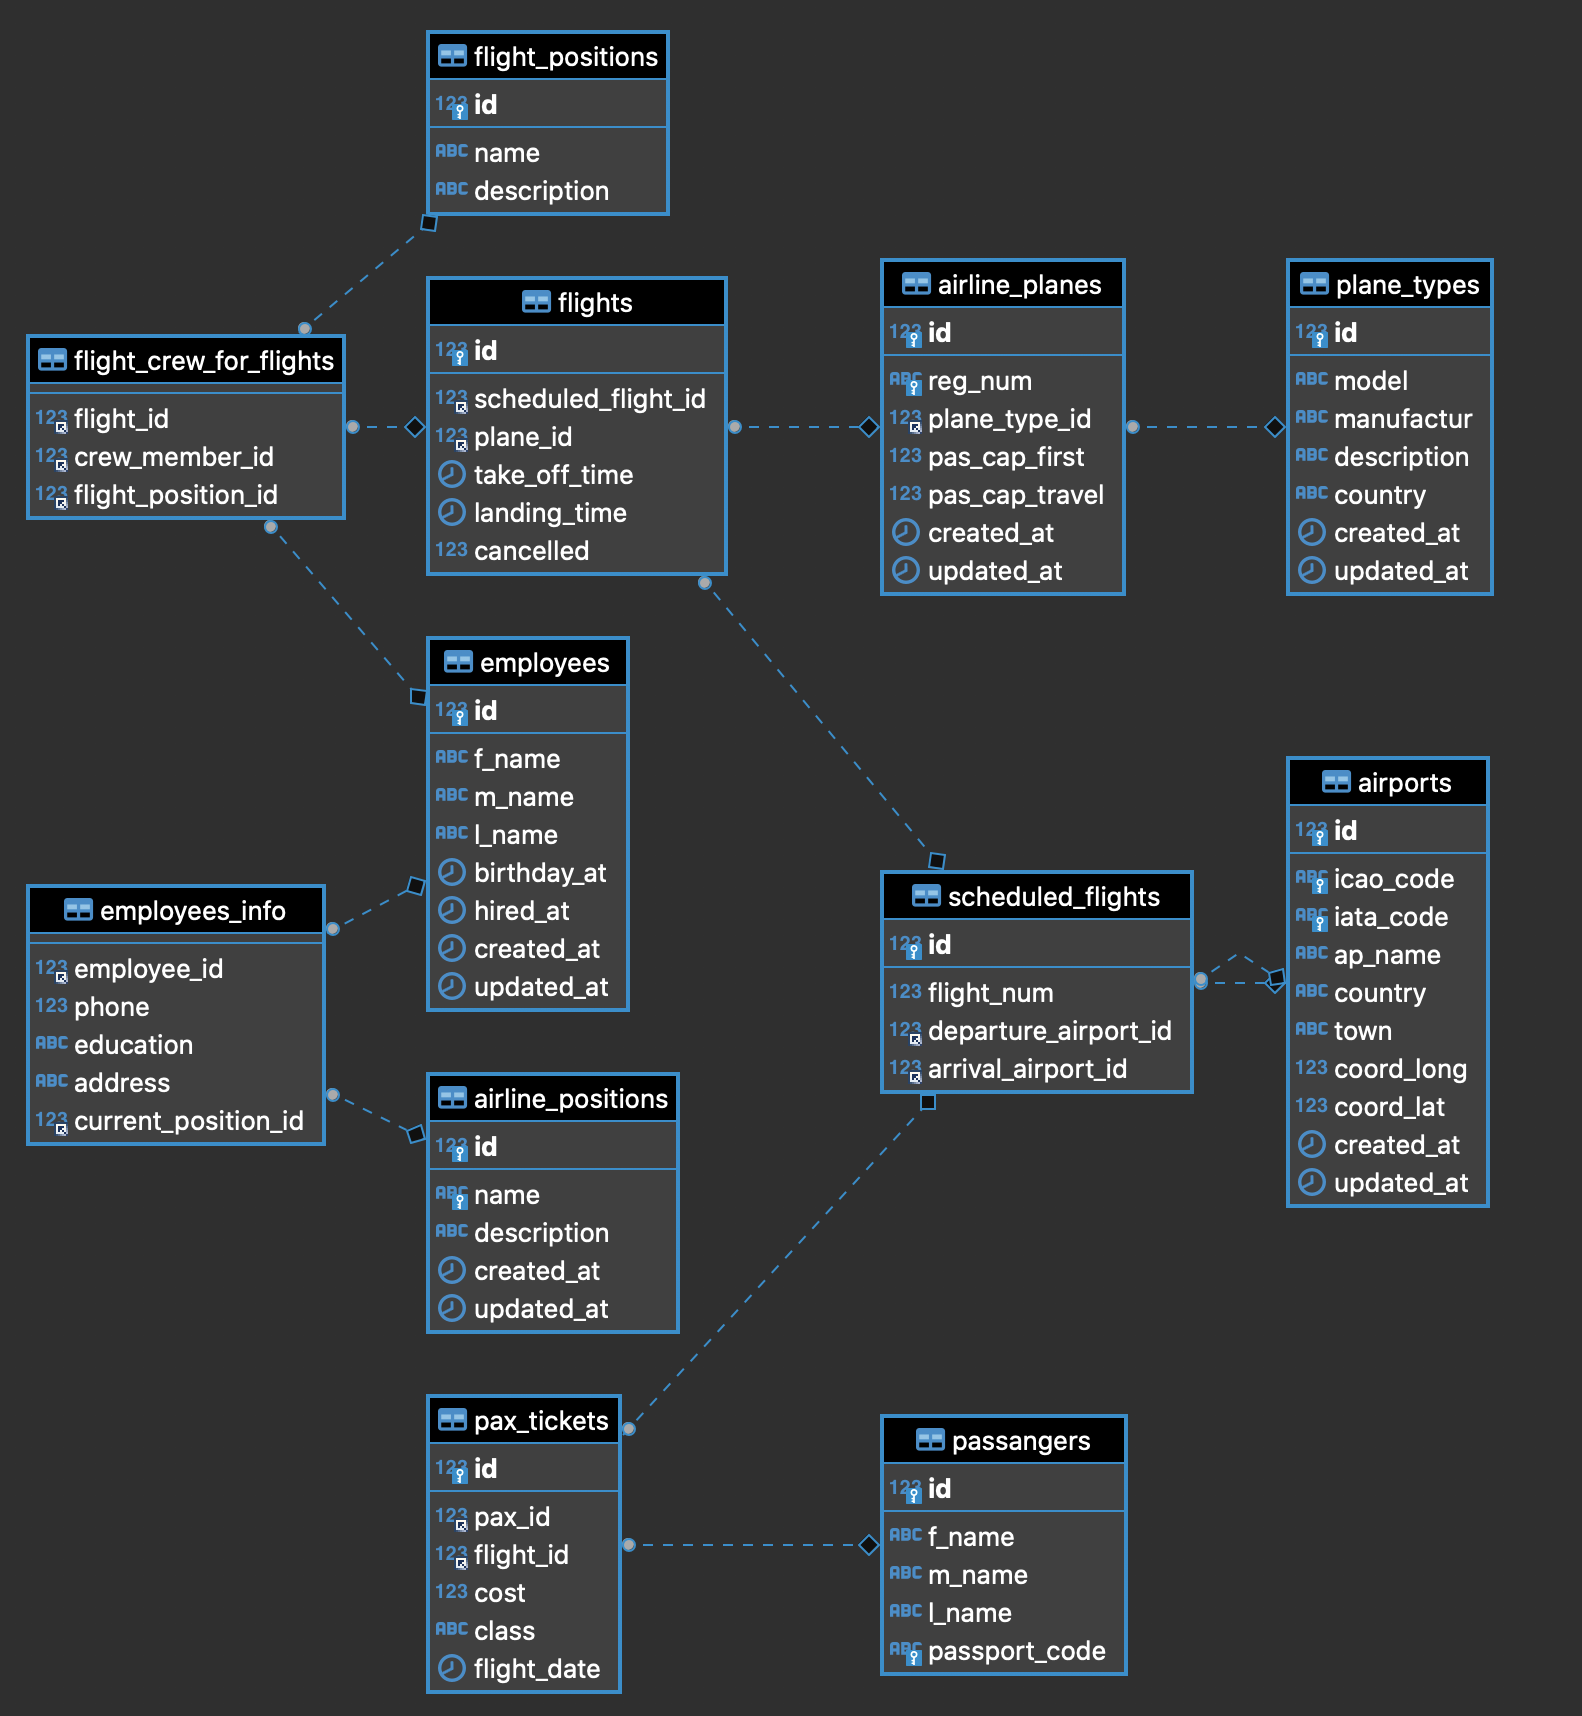 flight_positions
123 id
ABC name
ABC description
flight_crew_for_flights
123 flight_id
123 crew_member_id
123 flight_position_id
flights
123 id
123 scheduled_flight_id
123 plane_id
take_off_time
landing_time
123 cancelled
airline_planes
123 id
ABC reg_num
123 plane_type_id
123 pas_cap_first
123 pas_cap_travel
created_at
updated_at
plane_types
123 id
ABC model
ABC manufactur
ABC description
ABC country
created_at
updated_at
employees
123 id
ABC f_name
ABC m_name
ABC l_name
birthday_at
hired_at
created_at
updated_at
employees_info
123 employee_id
123 phone
ABC education
ABC address
123 current_position_id
airline_positions
123 id
ABC name
ABC description
created_at
updated_at
scheduled_flights
123 id
123 flight_num
123 departure_airport_id
123 arrival_airport_id
airports
123 id
ABC icao_code
ABC iata_code
ABC ap_name
ABC country
ABC town
123 coord_long
123 coord_lat
created_at
updated_at
pax_tickets
123 id
123 pax_id
123 flight_id
123 cost
ABC class
flight_date
passangers
123 id
ABC f_name
ABC m_name
ABC l_name
ABC passport_code